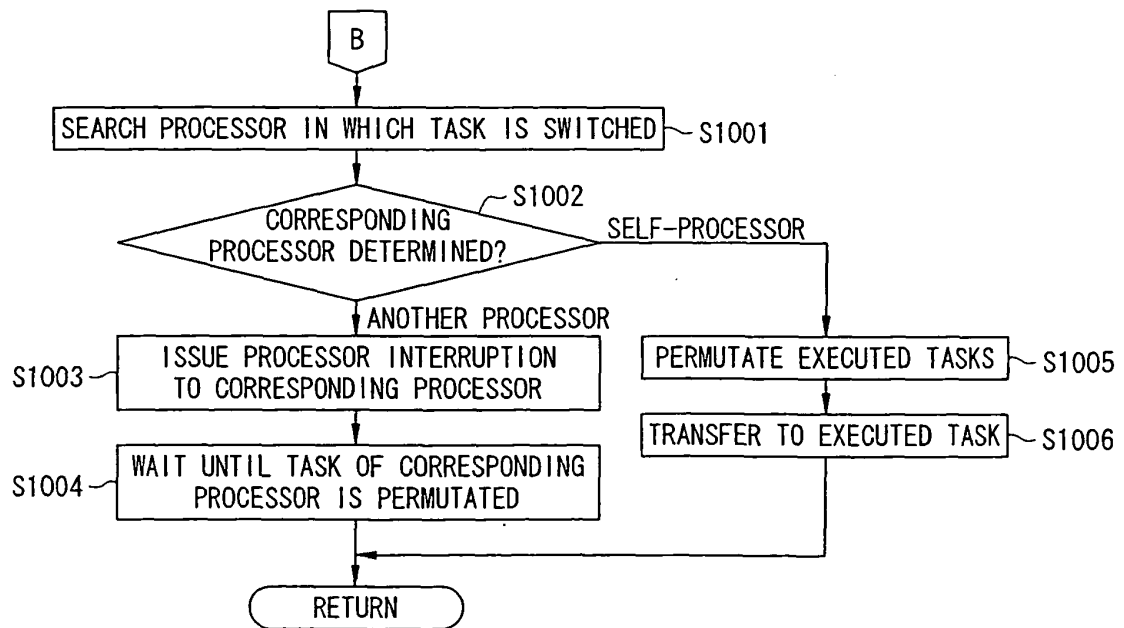 B
SEARCH PROCESSOR IN WHICH TASK IS SWITCHED
S1001
S1002
CORRESPONDING
PROCESSOR DETERMINED?
SELF-PROCESSOR
ANOTHER PROCESSOR
S1003
ISSUE PROCESSOR INTERRUPTION
TO CORRESPONDING PROCESSOR
PERMUTATE EXECUTED TASKS
S1005
S1004
WAIT UNTIL TASK OF CORRESPONDING
PROCESSOR IS PERMUTATED
TRANSFER TO EXECUTED TASK
S1006
RETURN